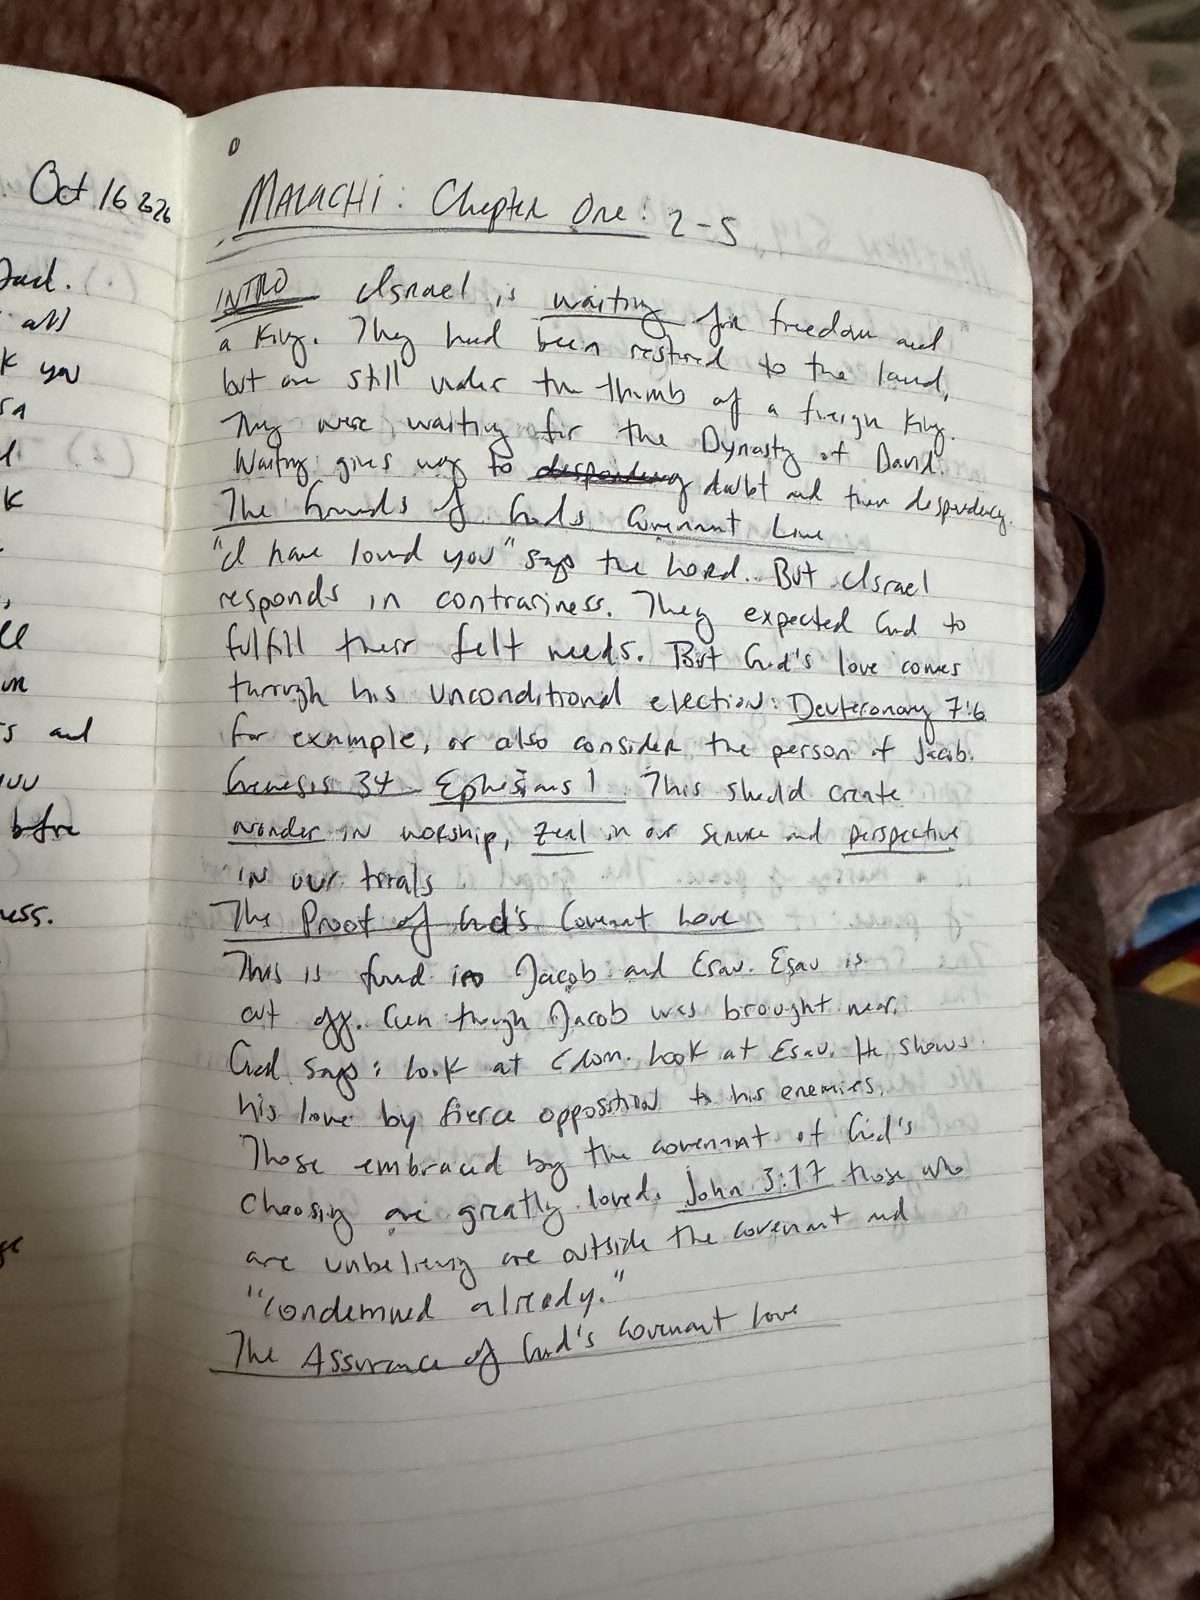 Oct 16 2026
MALACHI: Chapter One: 2-5
INTRO Israel is waiting for freedom and
a King. They had been restored to the land,
but are still under the thumb of a foreign King.
They were waiting for the Dynasty of David.
Waiting gives way to despondency doubt and then despondency.
The Grounds of God's Covenant Love
"I have loved you" says the Lord. But Israel
responds in contrariness. They expected God to
fulfill their felt needs. But God's love comes
through his unconditional election: Deuteronomy 7:6
for example, or also consider the person of Jacob.
Genesis 34 Ephesians 1 This should create
wonder in worship, zeal in our service and perspective
in our trials
The Proof of God's Covenant Love
This is found in Jacob and Esau. Esau is
cut off. Even though Jacob was brought near.
God says: look at Edom. Look at Esau. He shows
his love by fierce opposition to his enemies.
Those embraced by the covenant of God's
choosing are greatly loved. John 3:17 those who
are unbelieving are outside the covenant and
"condemned already."
The Assurance of God's Covenant love
all
K you
K
s and
before
ness.